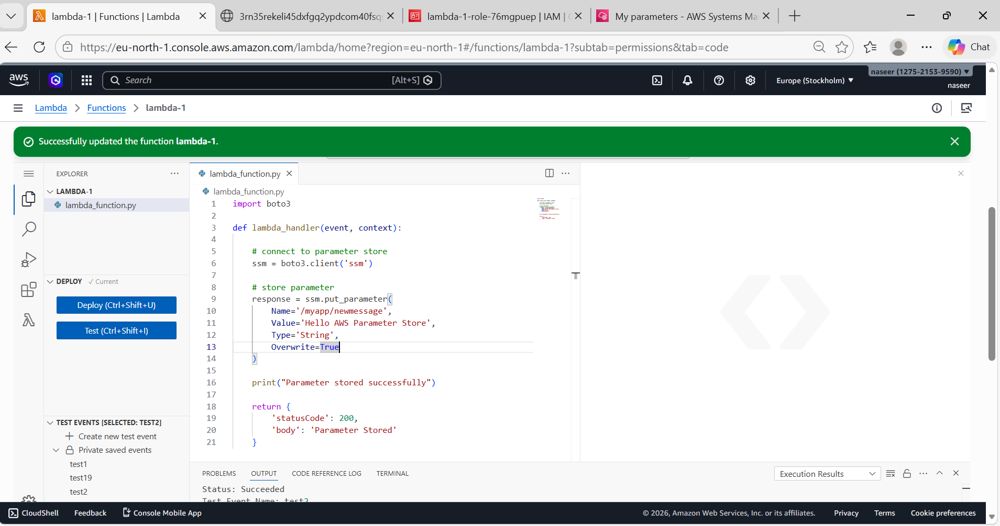 lambda-1 | Functions | Lambda
3rn35rekeli45dxfgq2ypdcom40fsq
lambda-1-role-76mgpuep | IAM |
My parameters - AWS Systems Ma
https://eu-north-1.console.aws.amazon.com/lambda/home?region=eu-north-1#/functions/lambda-1?subtab=permissions&tab=code
Chat
aws
Search
[Alt+S]
Europe (Stockholm) ▼
naseer (1275-2153-9590) ▼
naseer
Lambda > Functions > lambda-1
Successfully updated the function lambda-1.
EXPLORER
LAMBDA-1
lambda_function.py
DEPLOY ✓ Current
Deploy (Ctrl+Shift+U)
Test (Ctrl+Shift+I)
TEST EVENTS [SELECTED: TEST2]
Create new test event
Private saved events
test1
test19
test2
lambda_function.py
lambda_function.py
1 import boto3
2
3 def lambda_handler(event, context):
4
5     # connect to parameter store
6     ssm = boto3.client('ssm')
7
8     # store parameter
9     response = ssm.put_parameter(
10         Name='/myapp/newmessage',
11         Value='Hello AWS Parameter Store',
12         Type='String',
13         Overwrite=True
14     )
15
16     print("Parameter stored successfully")
17
18     return {
19         'statusCode': 200,
20         'body': 'Parameter Stored'
21     }
PROBLEMS OUTPUT CODE REFERENCE LOG TERMINAL
Execution Results
Status: Succeeded
Test Event Name: test2
CloudShell
Feedback
Console Mobile App
© 2026, Amazon Web Services, Inc. or its affiliates.
Privacy
Terms
Cookie preferences